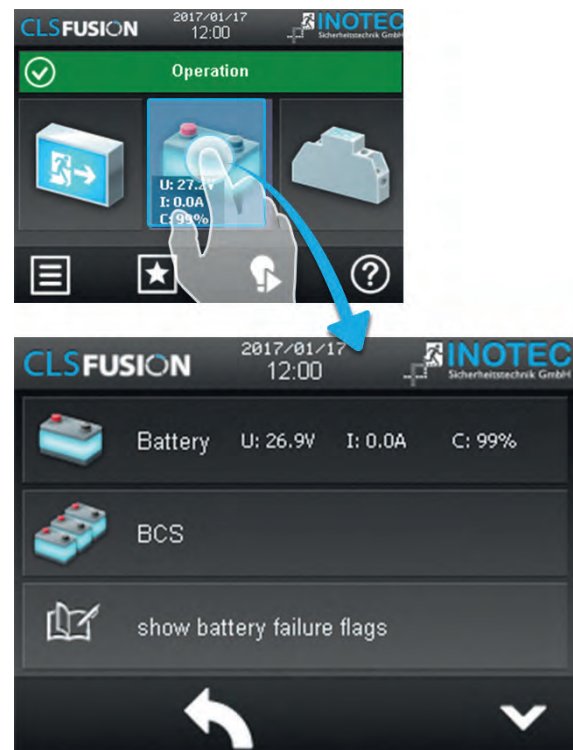 CLSFUSION
2017/01/17
12:00
INOTEC
Sicherheitstechnik GmbH
Operation
U: 27.2V
I: 0.0A
C: 99%
CLSFUSION
2017/01/17
12:00
INOTEC
Sicherheitstechnik GmbH
Battery U: 26.9V I: 0.0A C: 99%
BCS
show battery failure flags